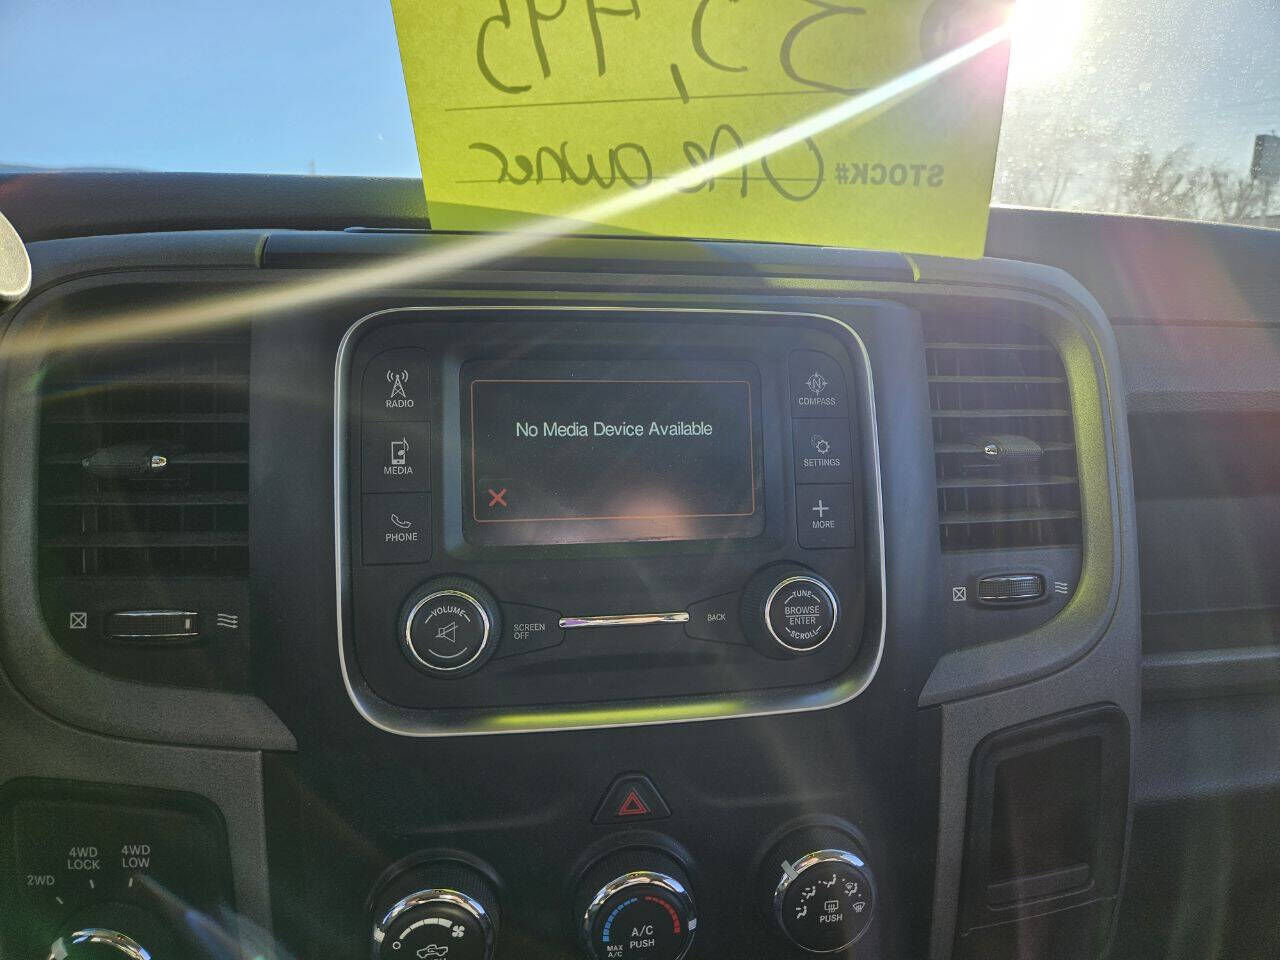 35,495
STOCK# One owner
RADIO
MEDIA
PHONE
No Media Device Available
COMPASS
SETTINGS
MORE
VOLUME
SCREEN
OFF
BACK
TUNE
BROWSE
ENTER
SCROLL
2WD
4WD
LOCK
4WD
LOW
A/C
PUSH
MAX
A/C
PUSH